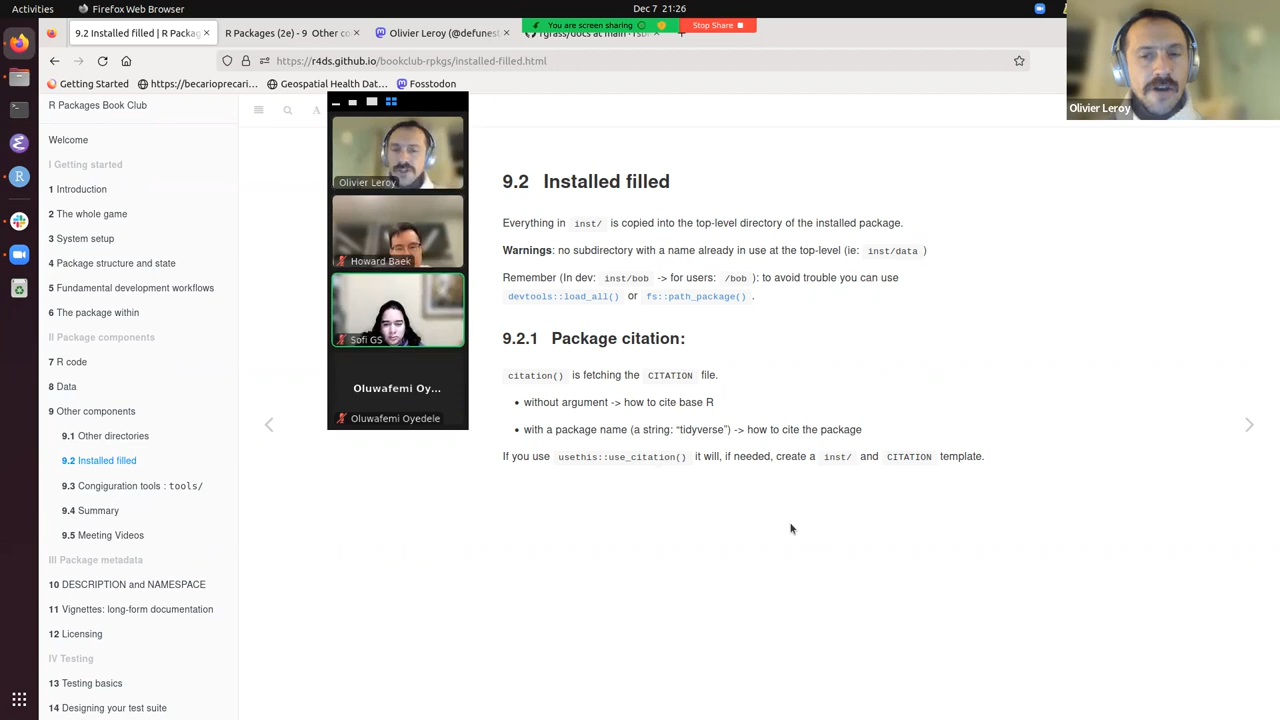 Activities
Firefox Web Browser
Dec 7 21:26
You are screen sharing
Stop Share
9.2 Installed filled | R Packag
R Packages (2e) - 9 Other co
Olivier Leroy (@defunes
rgrass/docs at main · rsb
https://r4ds.github.io/bookclub-rpkgs/installed-filled.html
Getting Started
https://becarioprecari...
Geospatial Health Dat...
Fosstodon
Olivier Leroy
R Packages Book Club
Welcome
I Getting started
1 Introduction
2 The whole game
3 System setup
4 Package structure and state
5 Fundamental development workflows
6 The package within
II Package components
7 R code
8 Data
9 Other components
9.1 Other directories
9.2 Installed filled
9.3 Congiguration tools : tools/
9.4 Summary
9.5 Meeting Videos
III Package metadata
10 DESCRIPTION and NAMESPACE
11 Vignettes: long-form documentation
12 Licensing
IV Testing
13 Testing basics
14 Designing your test suite
A
Olivier Leroy
Howard Baek
Sofi GS
Oluwafemi Oy...
Oluwafemi Oyedele
9.2 Installed filled
Everything in inst/ is copied into the top-level directory of the installed package.
Warnings: no subdirectory with a name already in use at the top-level (ie: inst/data )
Remember (In dev: inst/bob -> for users: /bob ): to avoid trouble you can use
devtools::load_all() or fs::path_package() .
9.2.1 Package citation:
citation() is fetching the CITATION file.
• without argument -> how to cite base R
• with a package name (a string: “tidyverse”) -> how to cite the package
If you use usethis::use_citation() it will, if needed, create a inst/ and CITATION template.